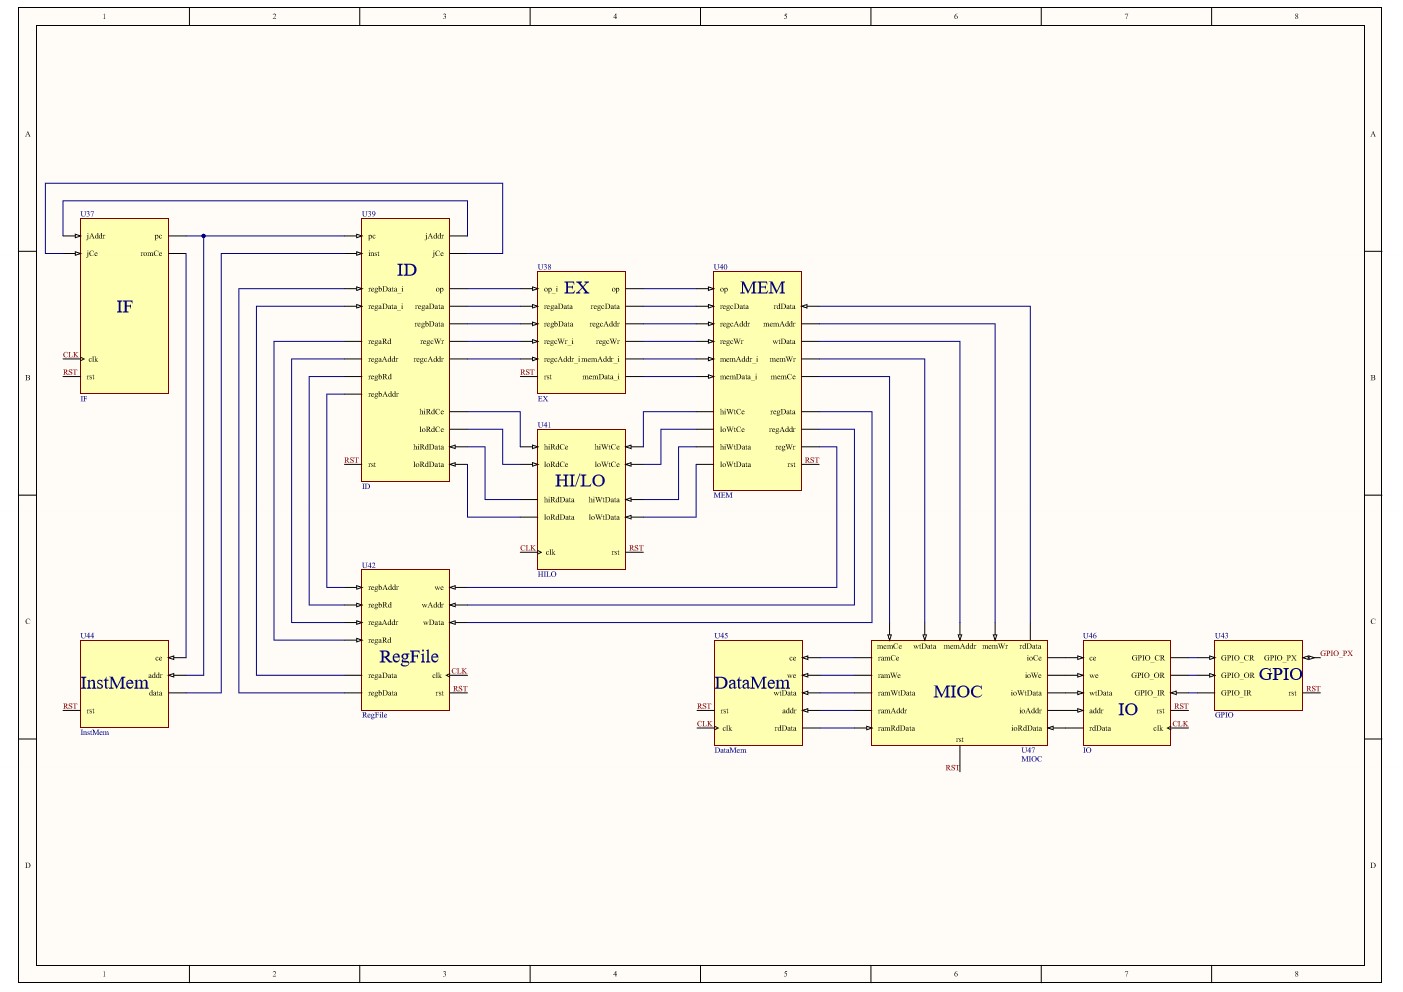 1 2 3 4 5 6 7 8
A A
U37 U39
jAddr pc pc jAddr
jCe romCe inst jCe
B B
ID
U38 U40
EX MEM
regbData_i op op_i op op
IF
regaData_i regaData regaData regcData regcData rdData
regbData regbData regcAddr regcAddr memAddr
regaRd regcWr regcWr_i regcWr regcWr wtData
CLK clk regaAddr regcAddr regcAddr_i memAddr_i memAddr_i memWr
RST rst regbRd RST rst memData_i memData_i memCe
regbAddr
IF EX
hiRdCe hiWtCe regData
U41
loRdCe loWtCe regAddr
hiRdData hiRdCe hiWtCe hiWtData regWr
RST rst loRdData loRdCe loWtCe loWtData rst RST
HI/LO
ID MEM
hiRdData hiWtData
loRdData loWtData
CLK clk rst RST
U42 HILO
regbAddr we
regbRd wAddr
C C
regaAddr wData
U44 regaRd U45 U46 U43
memCe wtData memAddr memWr rdData
ce RegFile ce ramCe ioCe ce GPIO_CR GPIO_CR GPIO_PX GPIO_PX
addr regaData clk CLK we ramWe ioWe we GPIO_OR GPIO_OR GPIO
InstMem DataMem MIOC
data regbData rst RST wtData ramWtData ioWtData wtData GPIO_IR GPIO_IR rst RST
RST rst RST rst addr ramAddr ioAddr addr IO rst RST
RegFile GPIO
CLK clk rdData ramRdData ioRdData rdData clk CLK
InstMem
rst
DataMem U47 IO
MIOC
RST
D D
1 2 3 4 5 6 7 8